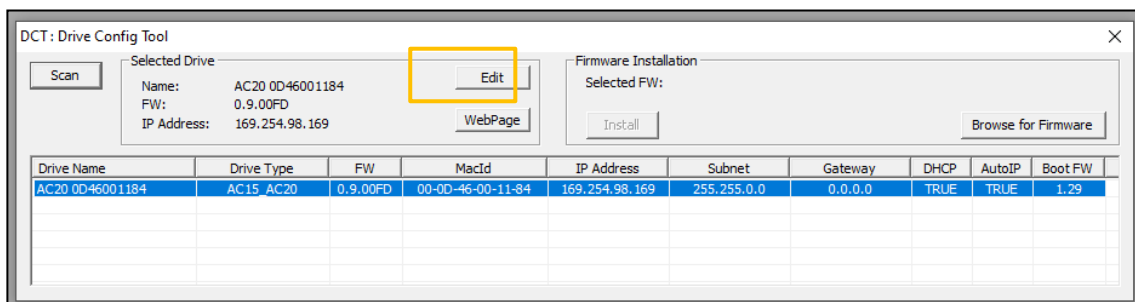 DCT : Drive Config Tool
Scan
Selected Drive
Name: AC20 0D46001184
FW: 0.9.00FD
IP Address: 169.254.98.169
Edit
WebPage
Firmware Installation
Selected FW:
Install
Browse for Firmware
Drive Name Drive Type FW MacId IP Address Subnet Gateway DHCP AutoIP Boot FW
AC20 0D46001184 AC15_AC20 0.9.00FD 00-0D-46-00-11-84 169.254.98.169 255.255.0.0 0.0.0.0 TRUE TRUE 1.29